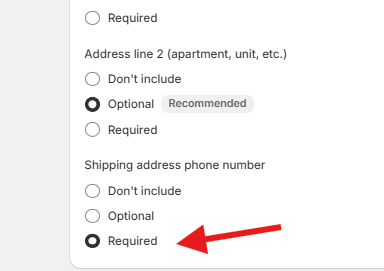 Required
Address line 2 (apartment, unit, etc.)
Don't include
Optional Recommended
Required
Shipping address phone number
Don't include
Optional
Required